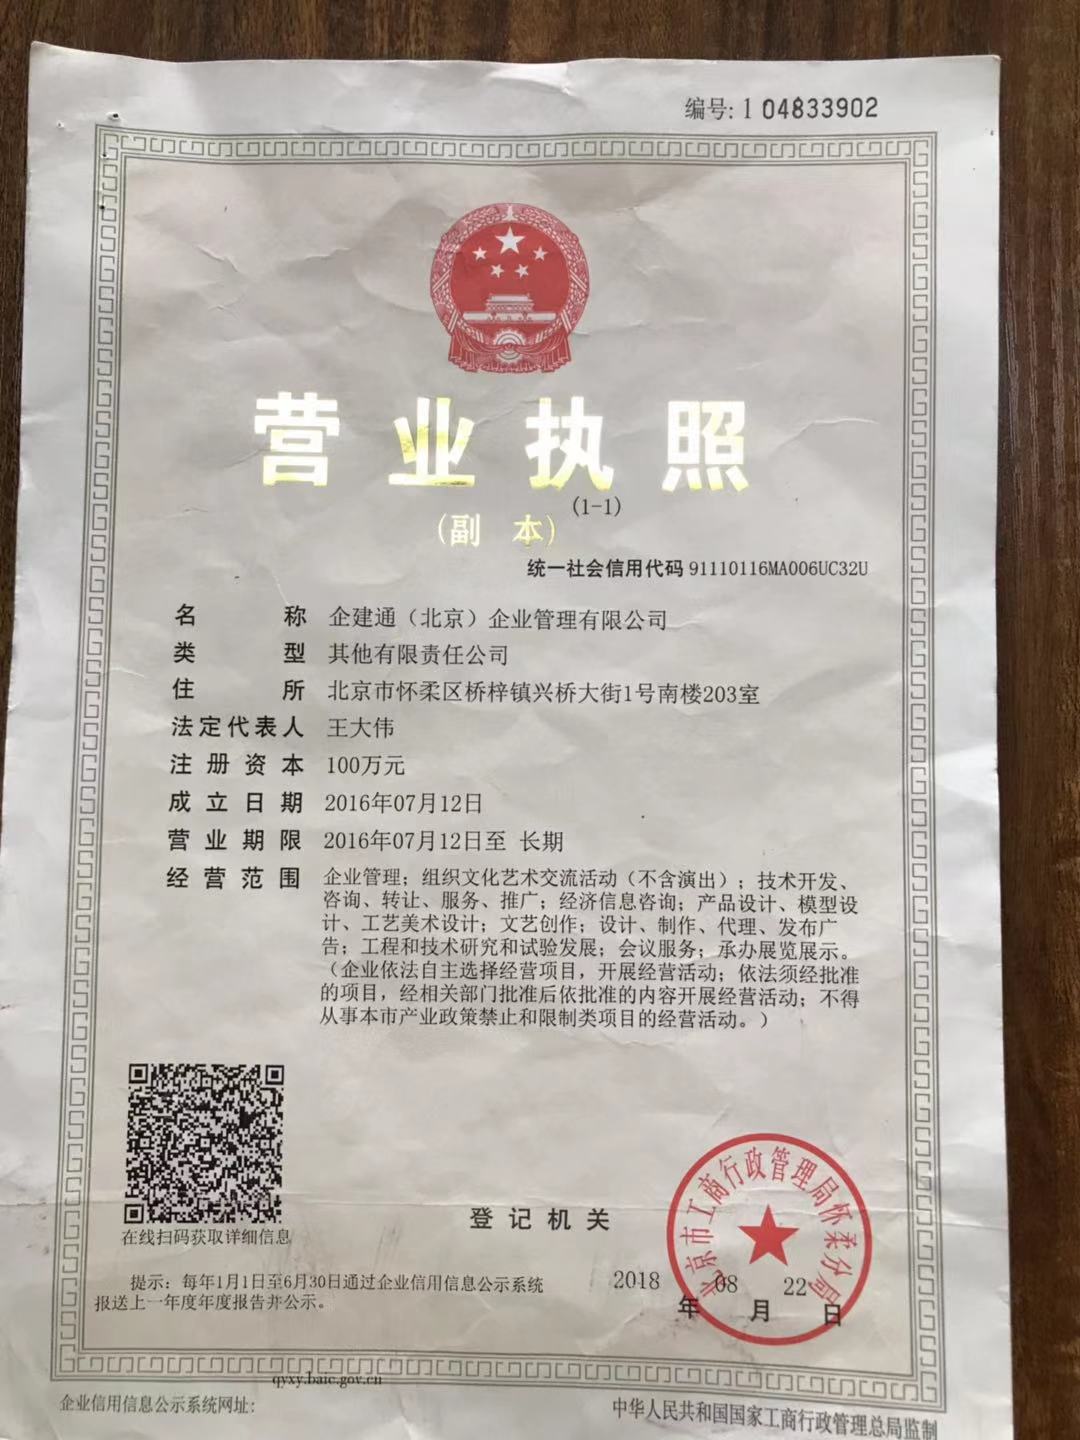 编号: 1 04833902
营业执照
(副 本)
(1-1)
统一社会信用代码 91110116MA006UC32U
名 称 企建通（北京）企业管理有限公司
类 型 其他有限责任公司
住 所 北京市怀柔区桥梓镇兴桥大街1号南楼203室
法定代表人 王大伟
注册资本 100万元
成立日期 2016年07月12日
营业期限 2016年07月12日至 长期
经营范围 企业管理；组织文化艺术交流活动（不含演出）；技术开发、
咨询、转让、服务、推广；经济信息咨询；产品设计、模型设
计、工艺美术设计；文艺创作；设计、制作、代理、发布广
告；工程和技术研究和试验发展；会议服务；承办展览展示。
（企业依法自主选择经营项目，开展经营活动；依法须经批准
的项目，经相关部门批准后依批准的内容开展经营活动；不得
从事本市产业政策禁止和限制类项目的经营活动。）
在线扫码获取详细信息
登记机关
北京市工商行政管理局怀柔分局
提示：每年1月1日至6月30日通过企业信用信息公示系统
报送上一年度年度报告并公示。
2018年08月22日
qyxy.baic.gov.cn
企业信用信息公示系统网址:
中华人民共和国国家工商行政管理总局监制